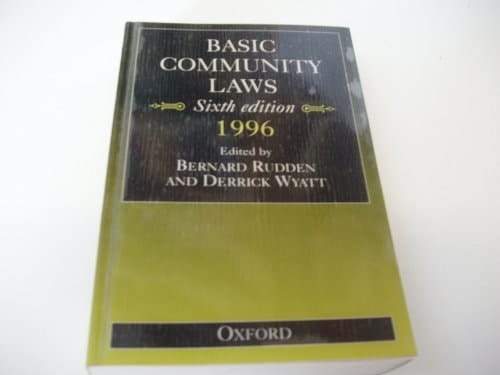 BASIC
COMMUNITY
LAWS
Sixth edition
1996
Edited by
BERNARD RUDDEN
AND DERRICK WYATT
OXFORD